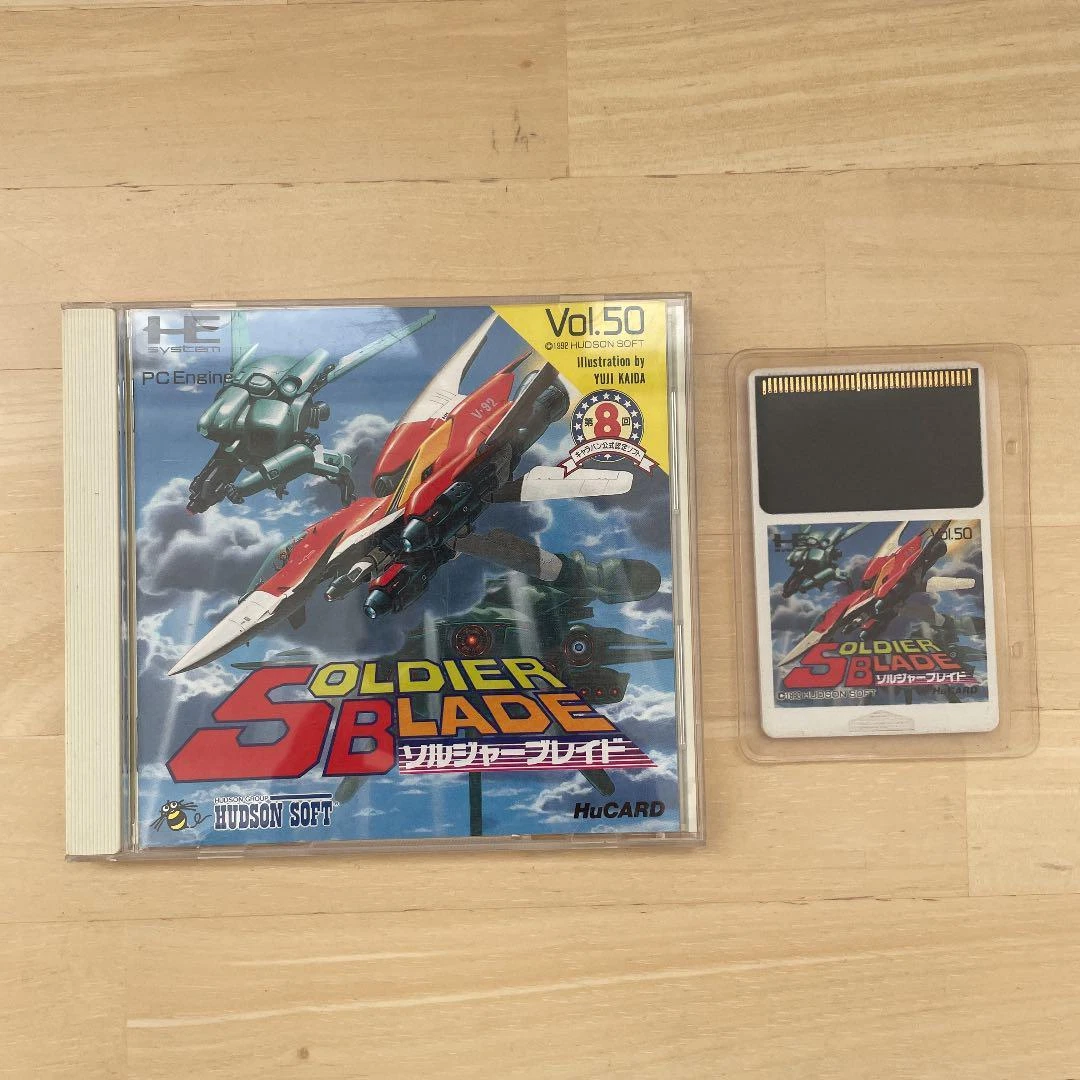 HE
system
PC Engine
Vol.50
©1992 HUDSON SOFT
Illustration by
YUJI KAIDA
第8回
キャラバン公式認定ソフト
V-92
SOLDIER
BLADE
ソルジャーブレイド
HUDSON GROUP
HUDSON SOFT®
HuCARD
HE
Vol.50
SOLDIER
BLADE
ソルジャーブレイド
©1992 HUDSON SOFT
HuCARD